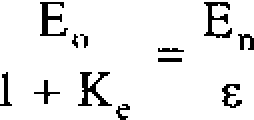 E₀ / (1 + Kₑ) = Eₙ / ε